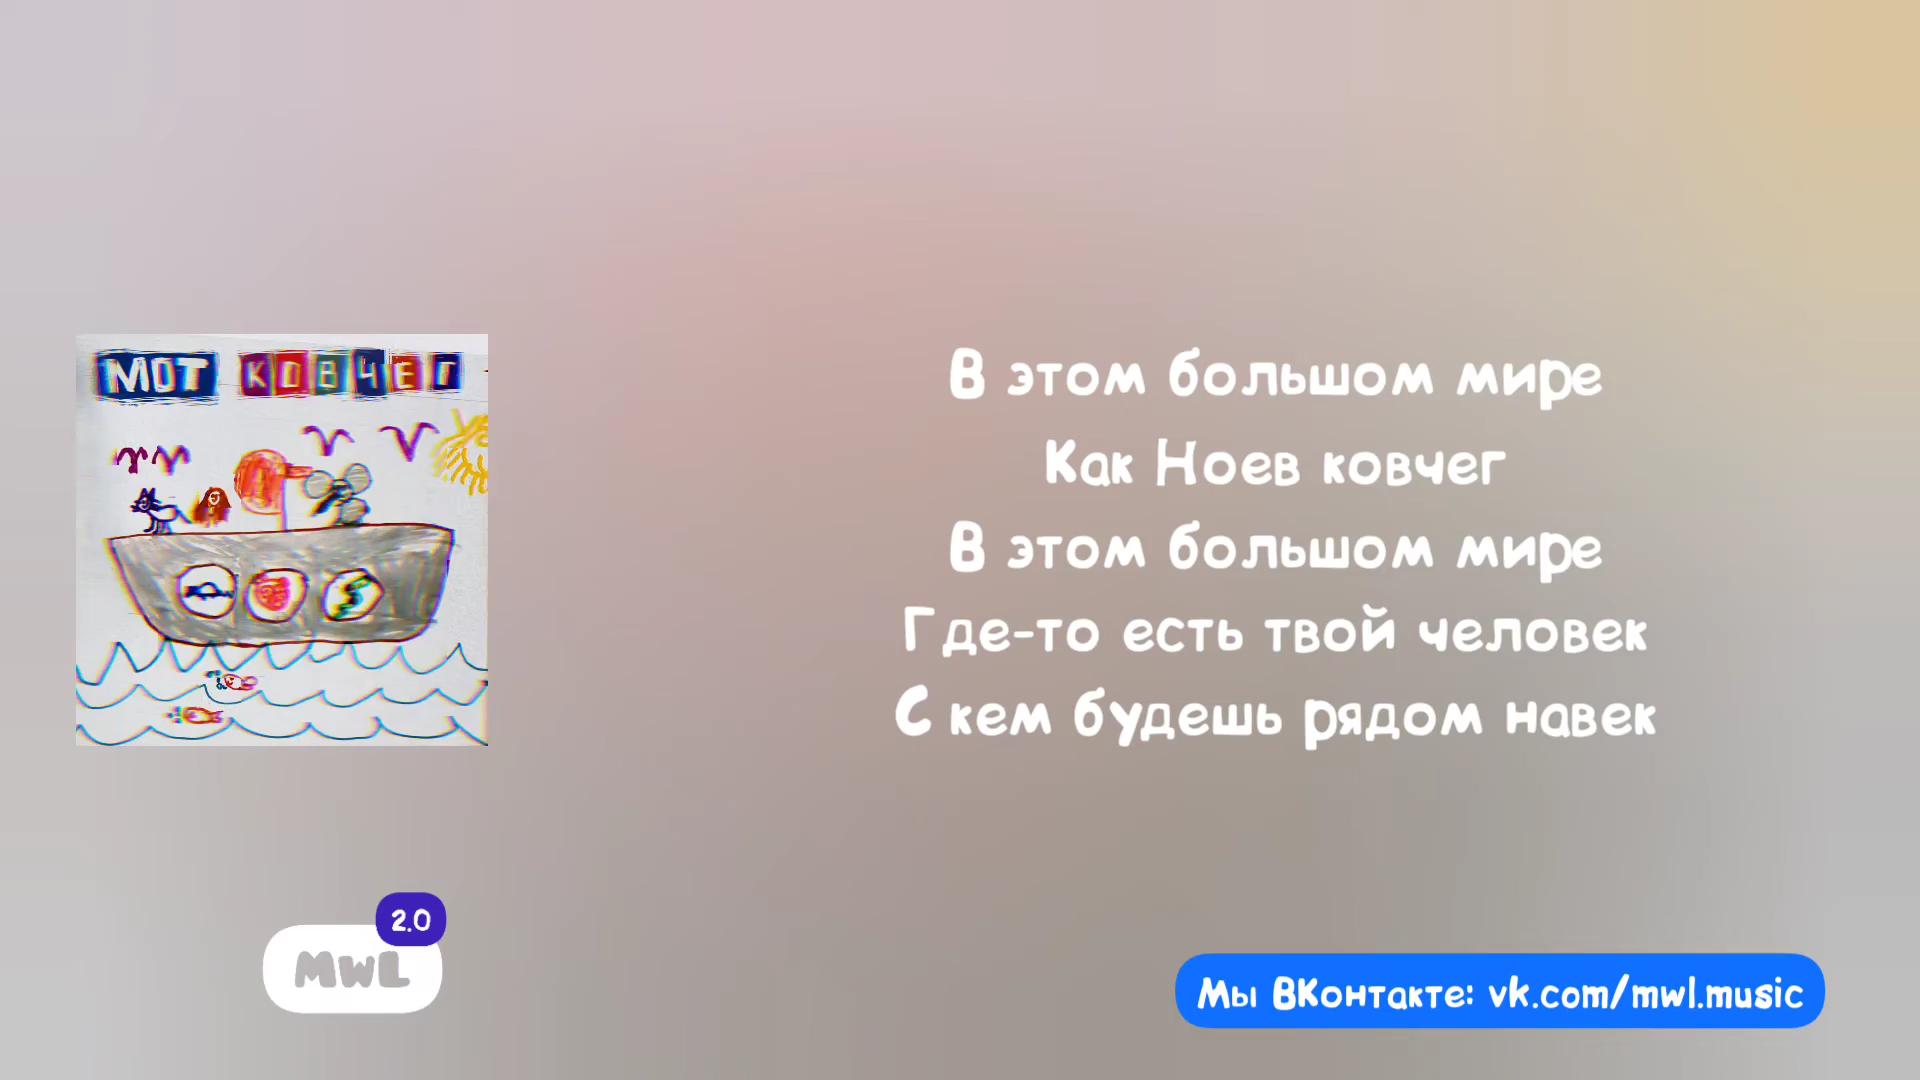 МОТ КОВЧЕГ
В этом большом мире
Как Ноев ковчег
В этом большом мире
Где-то есть твой человек
С кем будешь рядом навек
2.0
MWL
Мы ВКонтакте: vk.com/mwl.music